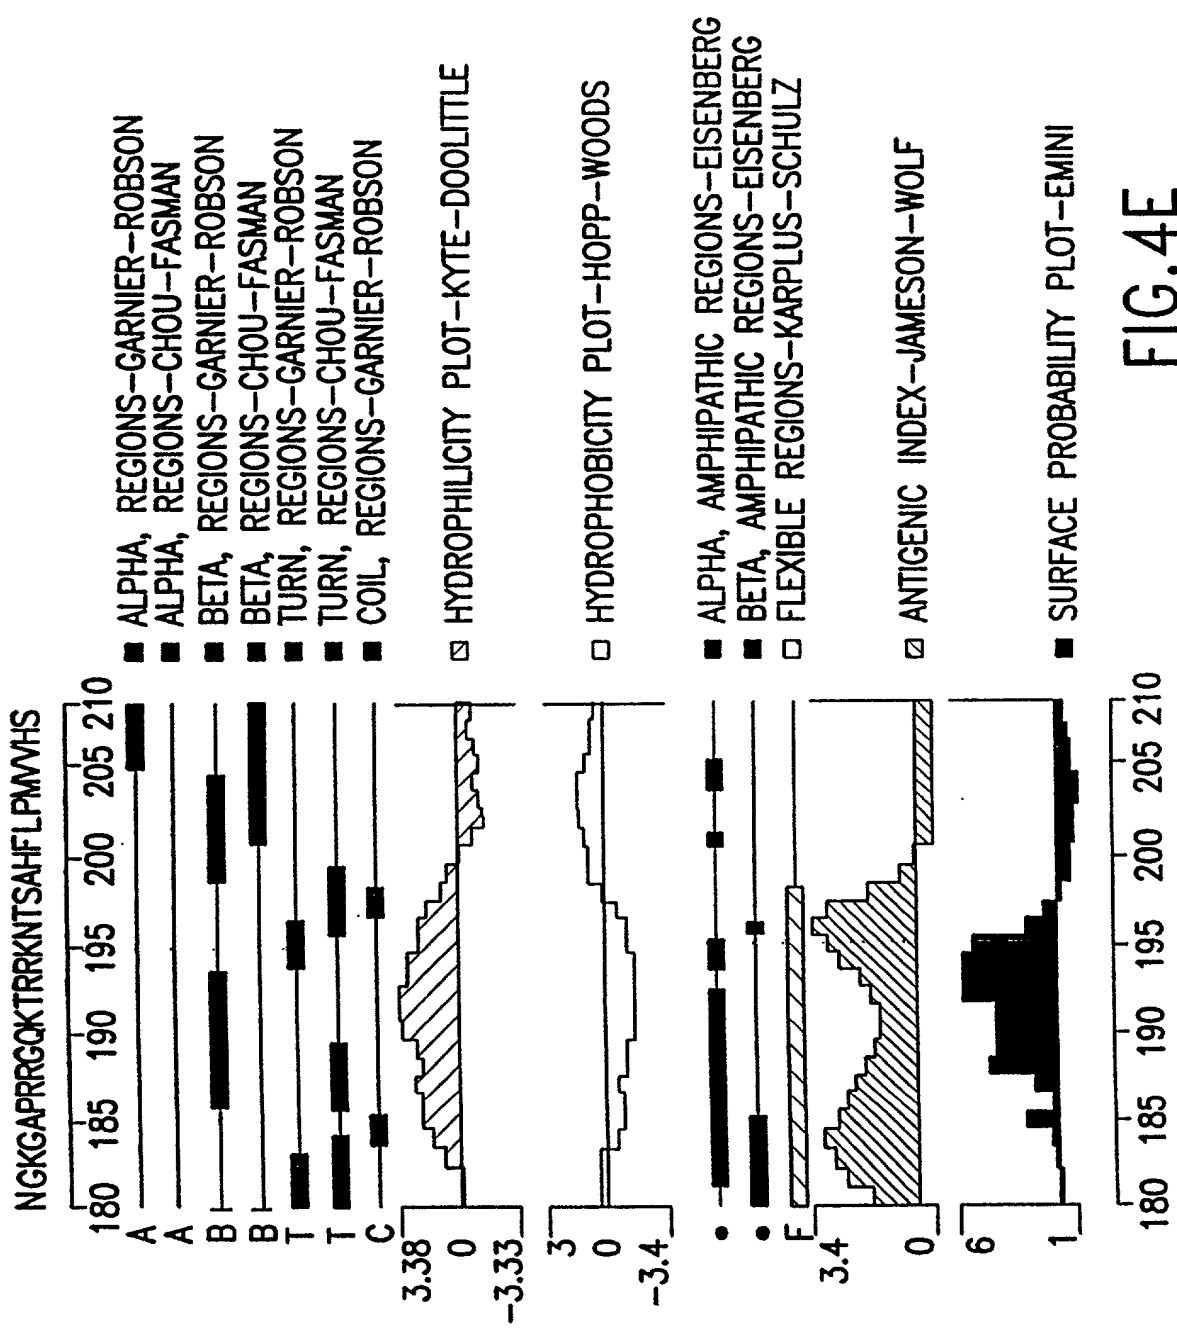 NGKGAPRRGQKTRRKNTSAHFLPMVVHS
180 185 190 195 200 205 210
A ■ ALPHA, REGIONS-GARNIER-ROBSON
A ■ ALPHA, REGIONS-CHOU-FASMAN
B ■ BETA, REGIONS-GARNIER-ROBSON
B ■ BETA, REGIONS-CHOU-FASMAN
T ■ TURN, REGIONS-GARNIER-ROBSON
T ■ TURN, REGIONS-CHOU-FASMAN
C ■ COIL, REGIONS-GARNIER-ROBSON
3.38
0 HYDROPHILICITY PLOT-KYTE-DOOLITTLE
-3.33
3
0 HYDROPHOBICITY PLOT-HOPP-WOODS
-3.4
■ ALPHA, AMPHIPATHIC REGIONS-EISENBERG
■ BETA, AMPHIPATHIC REGIONS-EISENBERG
F FLEXIBLE REGIONS-KARPLUS-SCHULZ
3.4
0 ANTIGENIC INDEX-JAMESON-WOLF
6
1 ■ SURFACE PROBABILITY PLOT-EMINI
180 185 190 195 200 205 210
FIG.4E